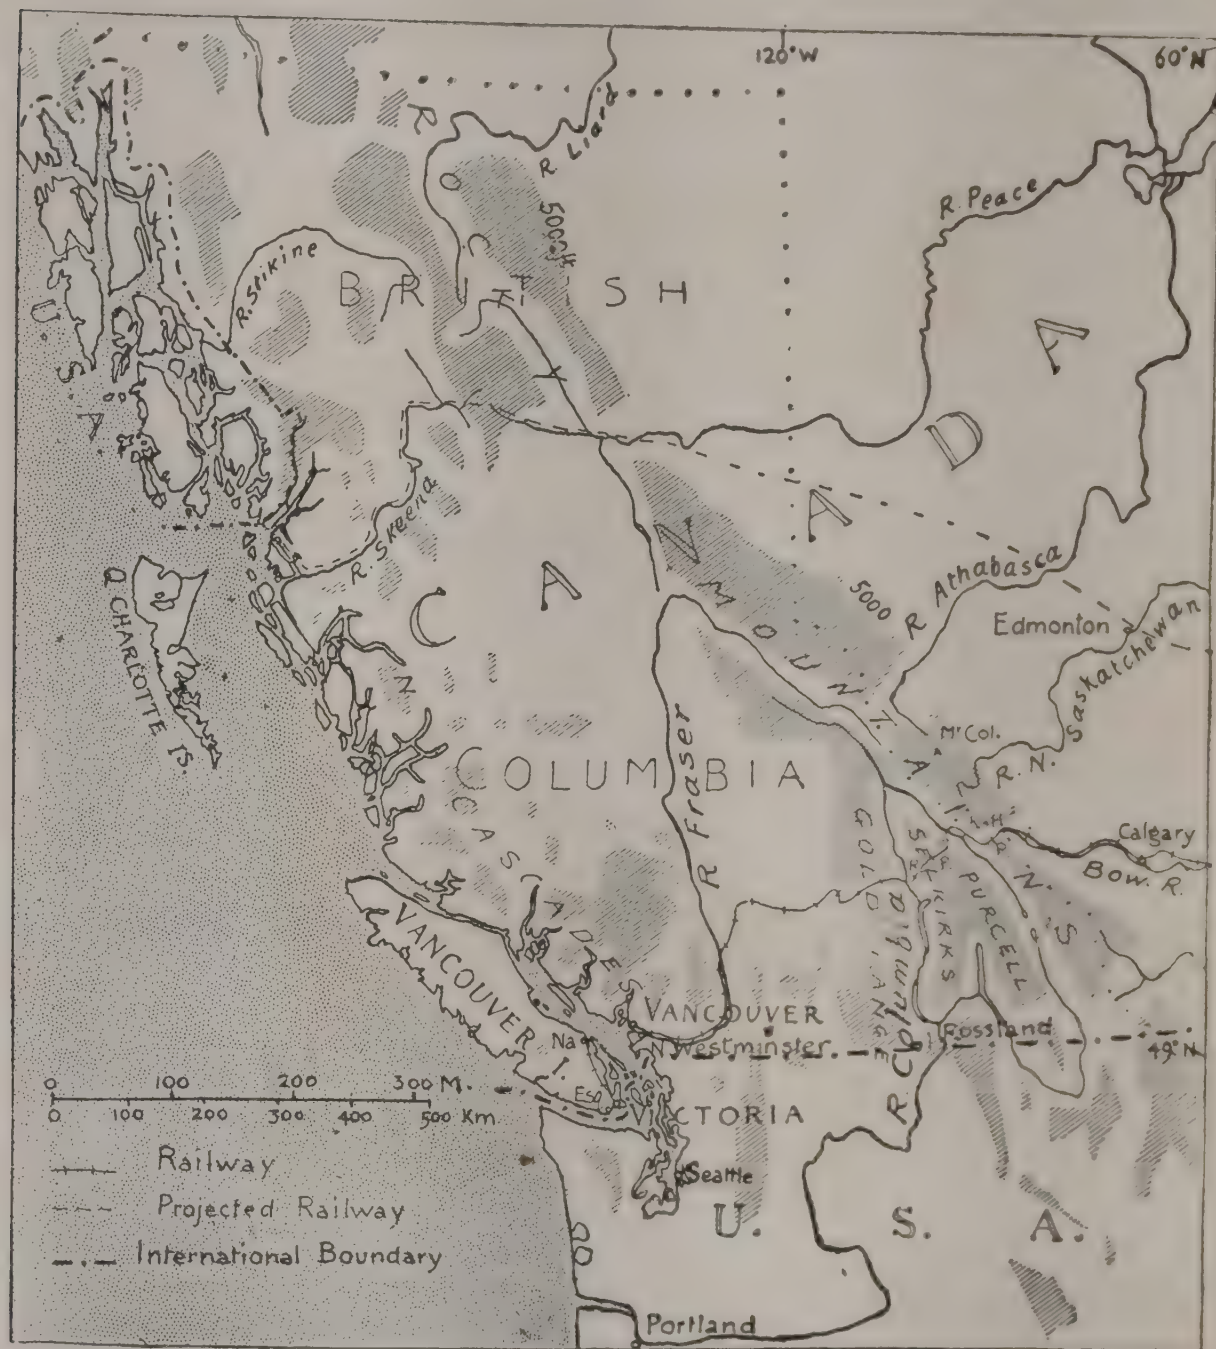 120°W
60°N
R Liard
R. Peace
R. Stikine
5000 ft
BRITISH
U. S. A.
ROCKY MOUNTAINS
CANADA
R. Skeena
Q. CHARLOTTE IS.
5000
R Athabasca
Edmonton
R. N. Saskatchewan
Mt Col.
COLUMBIA
R Fraser
CASCADES
GOLD RANGE
SELKIRKS
PURCELL
K.H.
Calgary
Bow. R.
R Columbia
VANCOUVER I.
VANCOUVER
N Westminster
Na
Esq
VICTORIA
Rossland
49°N
Seattle
U. S. A.
Portland
0 100 200 300 M.
0 100 200 300 400 500 Km
Railway
Projected Railway
International Boundary